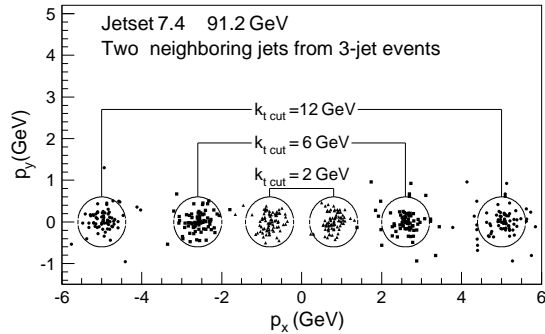 Jetset 7.4 91.2 GeV
Two neighboring jets from 3-jet events
k_t cut =12 GeV
k_t cut =6 GeV
k_t cut =2 GeV
p_y (GeV)
5
4
3
2
1
0
-1
-6 -4 -2 0 2 4 6
p_x (GeV)